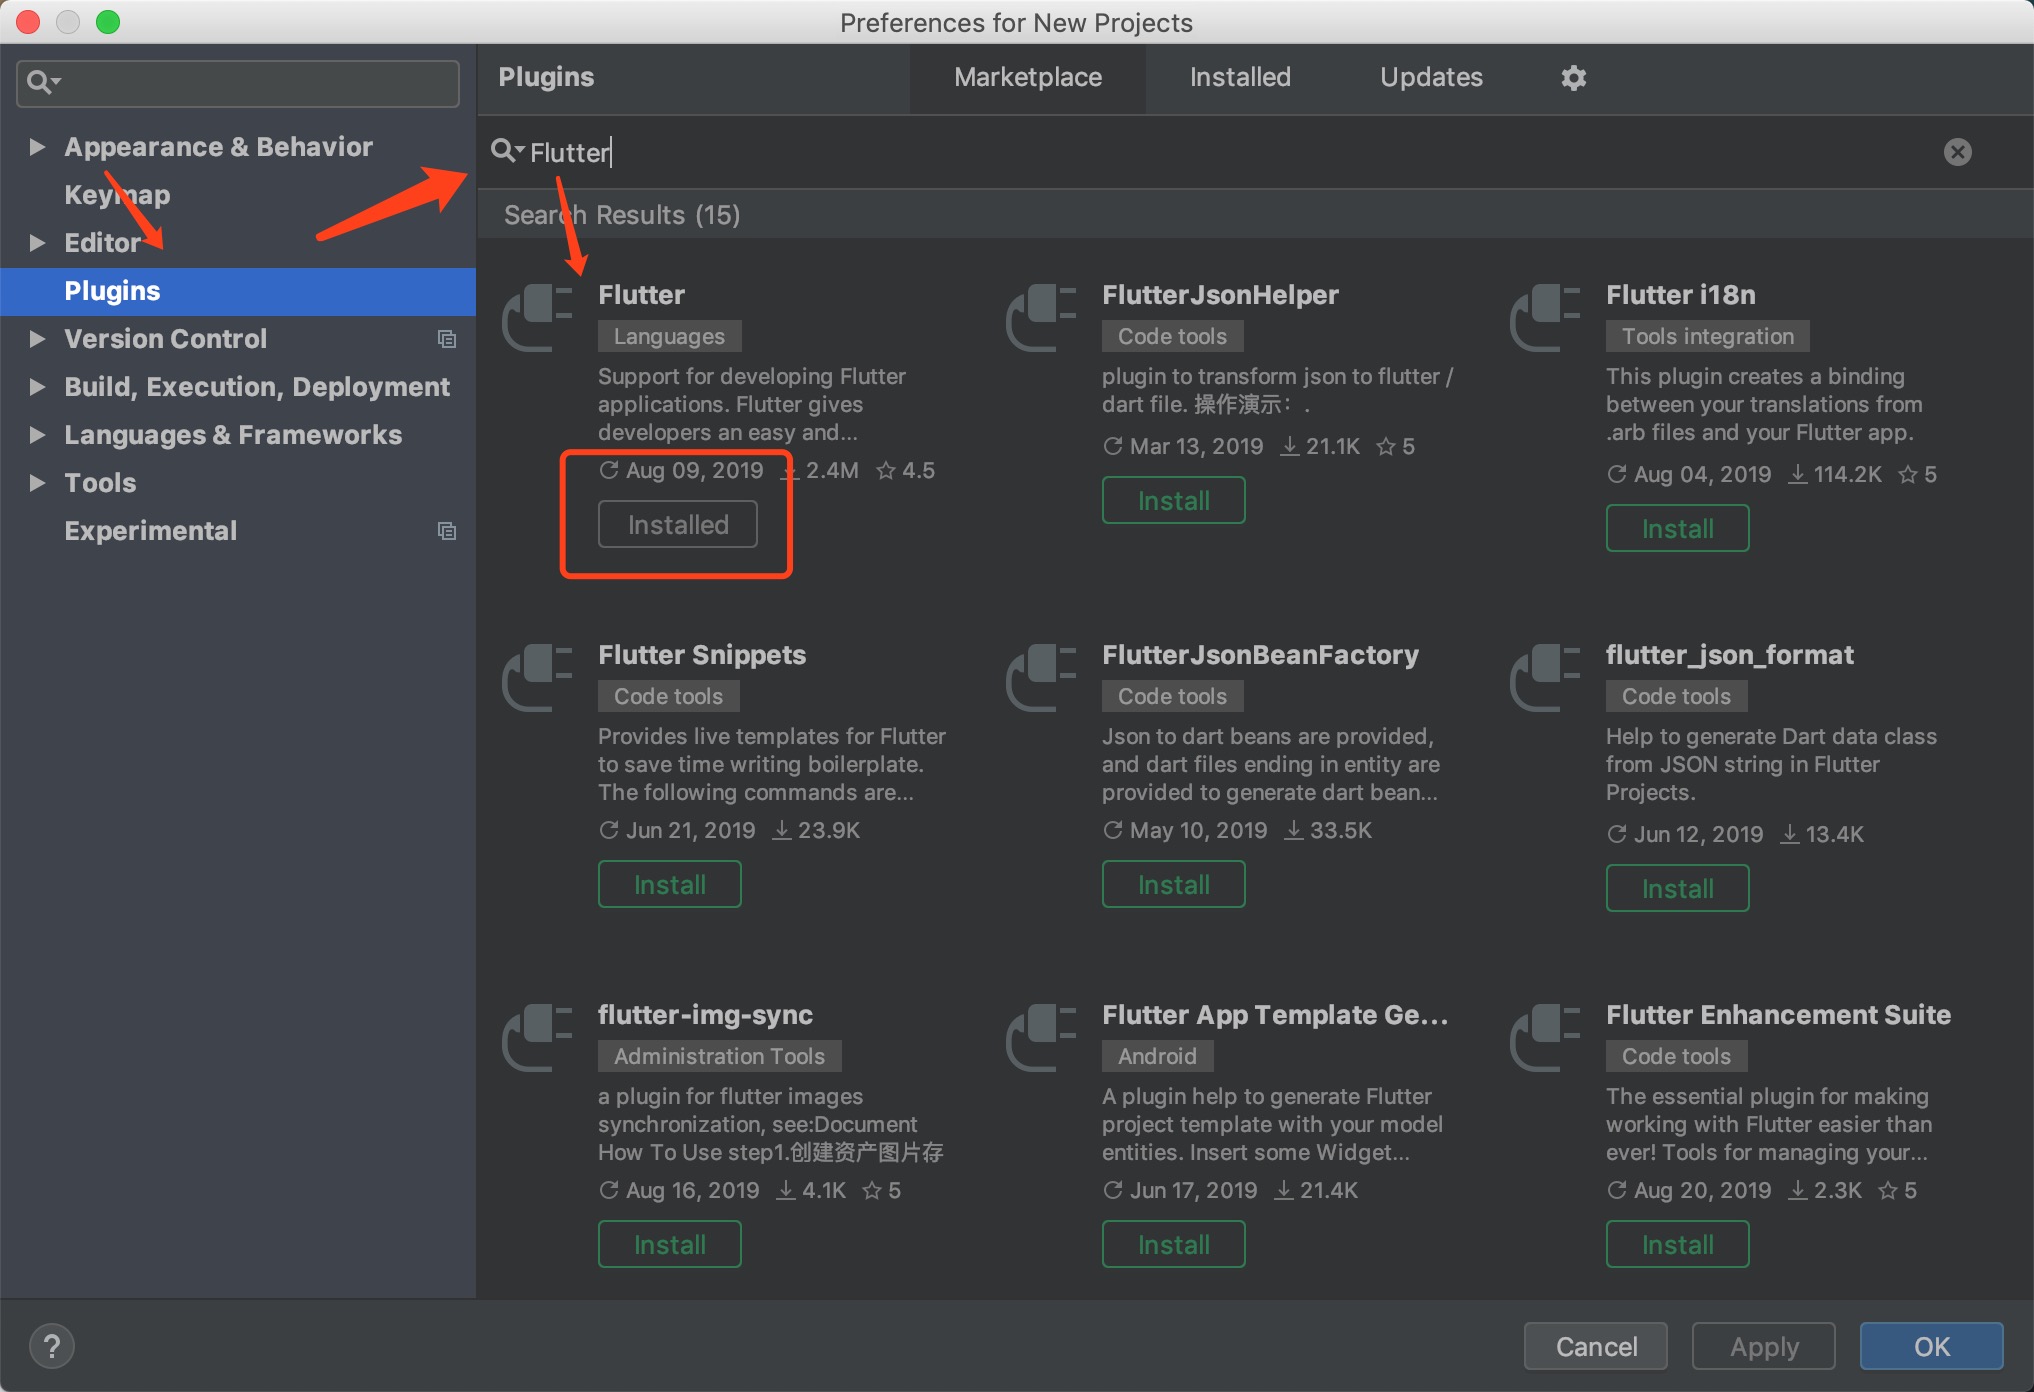 Preferences for New Projects
Appearance & Behavior
Keymap
Editor
Plugins
Version Control
Build, Execution, Deployment
Languages & Frameworks
Tools
Experimental
Plugins
Marketplace
Installed
Updates
Flutter
Search Results (15)
Flutter
Languages
Support for developing Flutter
applications. Flutter gives
developers an easy and...
Aug 09, 2019 2.4M 4.5
Installed
FlutterJsonHelper
Code tools
plugin to transform json to flutter /
dart file. 操作演示：.
Mar 13, 2019 21.1K 5
Install
Flutter i18n
Tools integration
This plugin creates a binding
between your translations from
.arb files and your Flutter app.
Aug 04, 2019 114.2K 5
Install
Flutter Snippets
Code tools
Provides live templates for Flutter
to save time writing boilerplate.
The following commands are...
Jun 21, 2019 23.9K
Install
FlutterJsonBeanFactory
Code tools
Json to dart beans are provided,
and dart files ending in entity are
provided to generate dart bean...
May 10, 2019 33.5K
Install
flutter_json_format
Code tools
Help to generate Dart data class
from JSON string in Flutter
Projects.
Jun 12, 2019 13.4K
Install
flutter-img-sync
Administration Tools
a plugin for flutter images
synchronization, see:Document
How To Use step1.创建资产图片存
Aug 16, 2019 4.1K 5
Install
Flutter App Template Ge...
Android
A plugin help to generate Flutter
project template with your model
entities. Insert some Widget...
Jun 17, 2019 21.4K
Install
Flutter Enhancement Suite
Code tools
The essential plugin for making
working with Flutter easier than
ever! Tools for managing your...
Aug 20, 2019 2.3K 5
Install
?
Cancel
Apply
OK